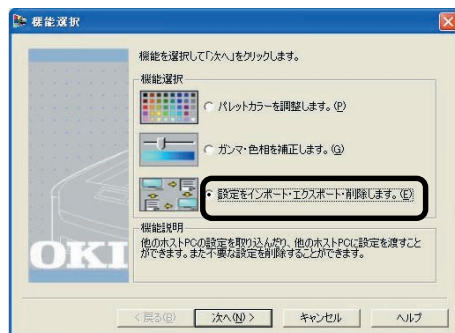 機能選択
機能を選択して「次へ」をクリックします。
機能選択
パレットカラーを調整します。(P)
ガンマ・色相を補正します。(G)
設定をインポート・エクスポート・削除します。(E)
機能説明
他のホストPCの設定を取り込んだり、他のホストPCに設定を渡すこと
ができます。また不要な設定を削除することができます。
OKI
< 戻る(B) 次へ(N) > キャンセル ヘルプ